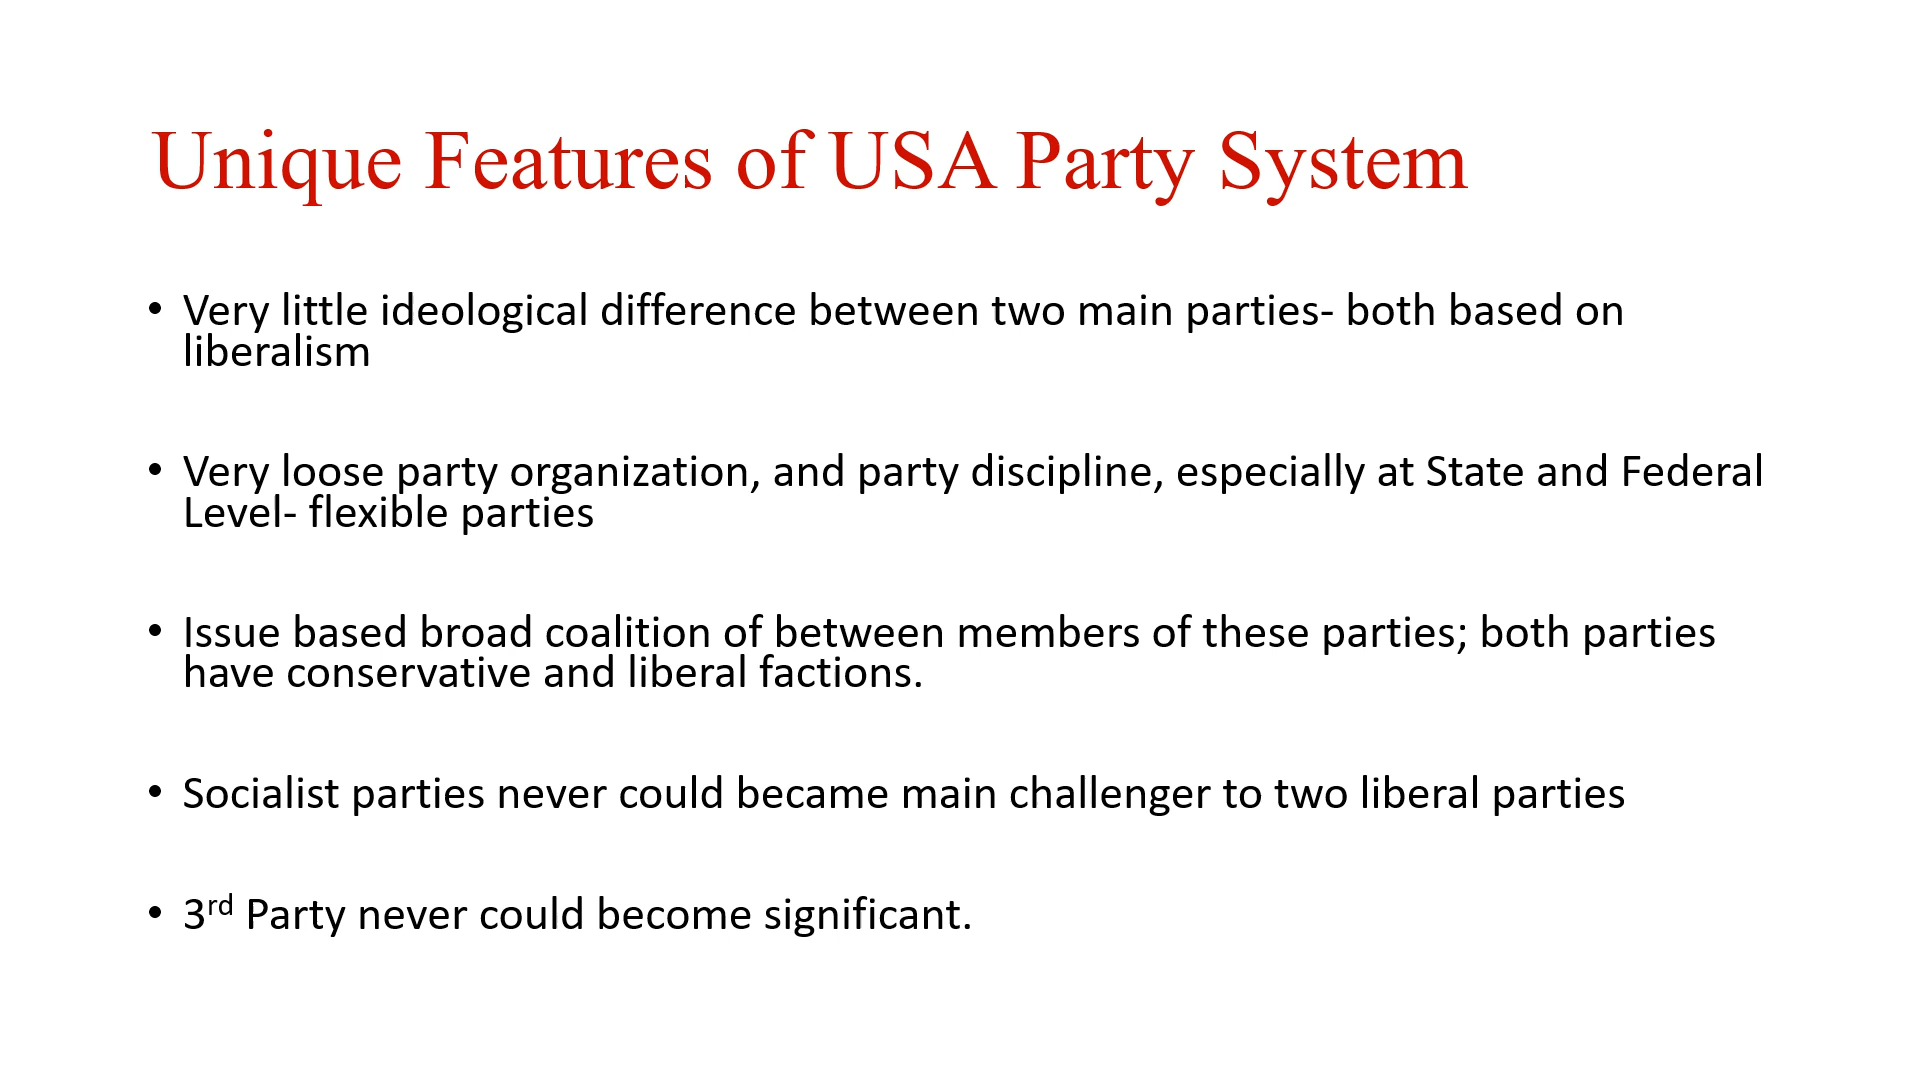 Unique Features of USA Party System
• Very little ideological difference between two main parties- both based on
liberalism
• Very loose party organization, and party discipline, especially at State and Federal
Level- flexible parties
• Issue based broad coalition of between members of these parties; both parties
have conservative and liberal factions.
• Socialist parties never could became main challenger to two liberal parties
• 3rd Party never could become significant.